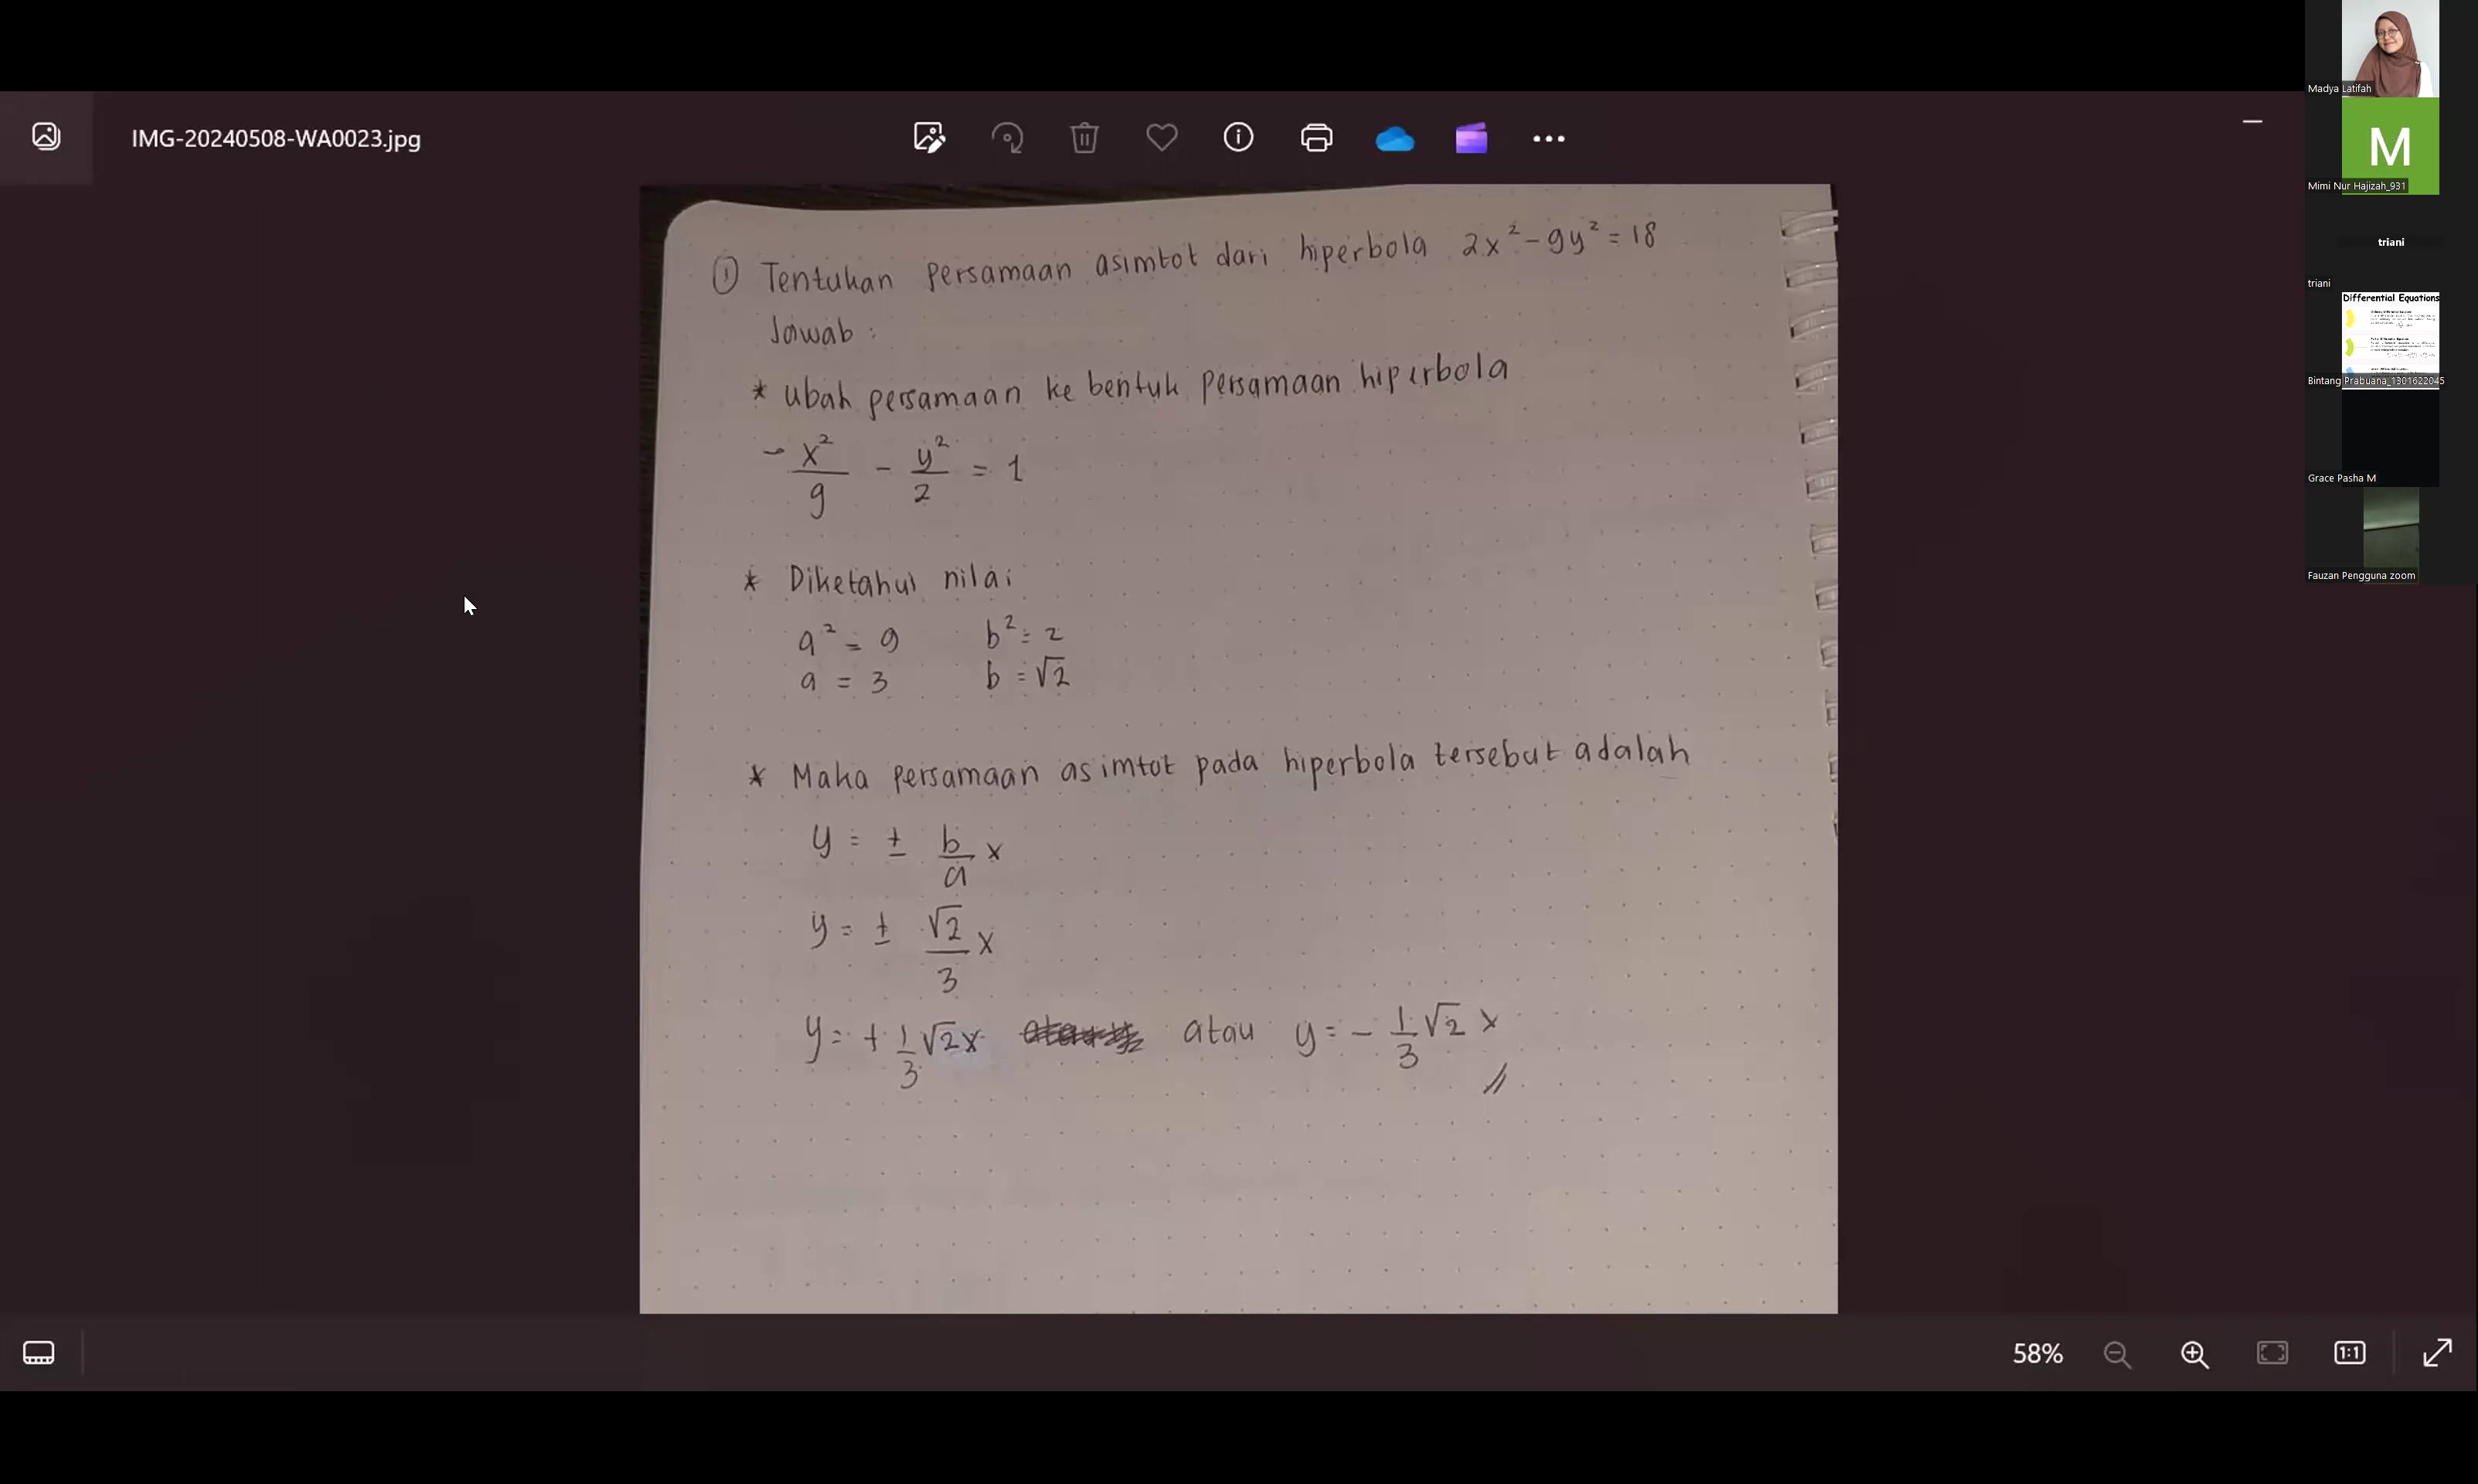 IMG-20240508-WA0023.jpg
① Tentukan persamaan asimtot dari hiperbola 2x² - 9y² = 18
Jawab :
* Ubah persamaan ke bentuk persamaan hiperbola
x²/9 - y²/2 = 1
* Diketahui nilai
a² = 9 b² = 2
a = 3 b = √2
* Maka persamaan asimtot pada hiperbola tersebut adalah
y = ± b/a x
y = ± √2/3 x
y = + 1/3 √2 x atau y = - 1/3 √2 x
58%
1:1
Madya Latifah
M
Mimi Nur Hajizah_931
triani
triani
Differential Equations
Bintang Prabuana_1301622045
Grace Pasha M
Fauzan Pengguna zoom